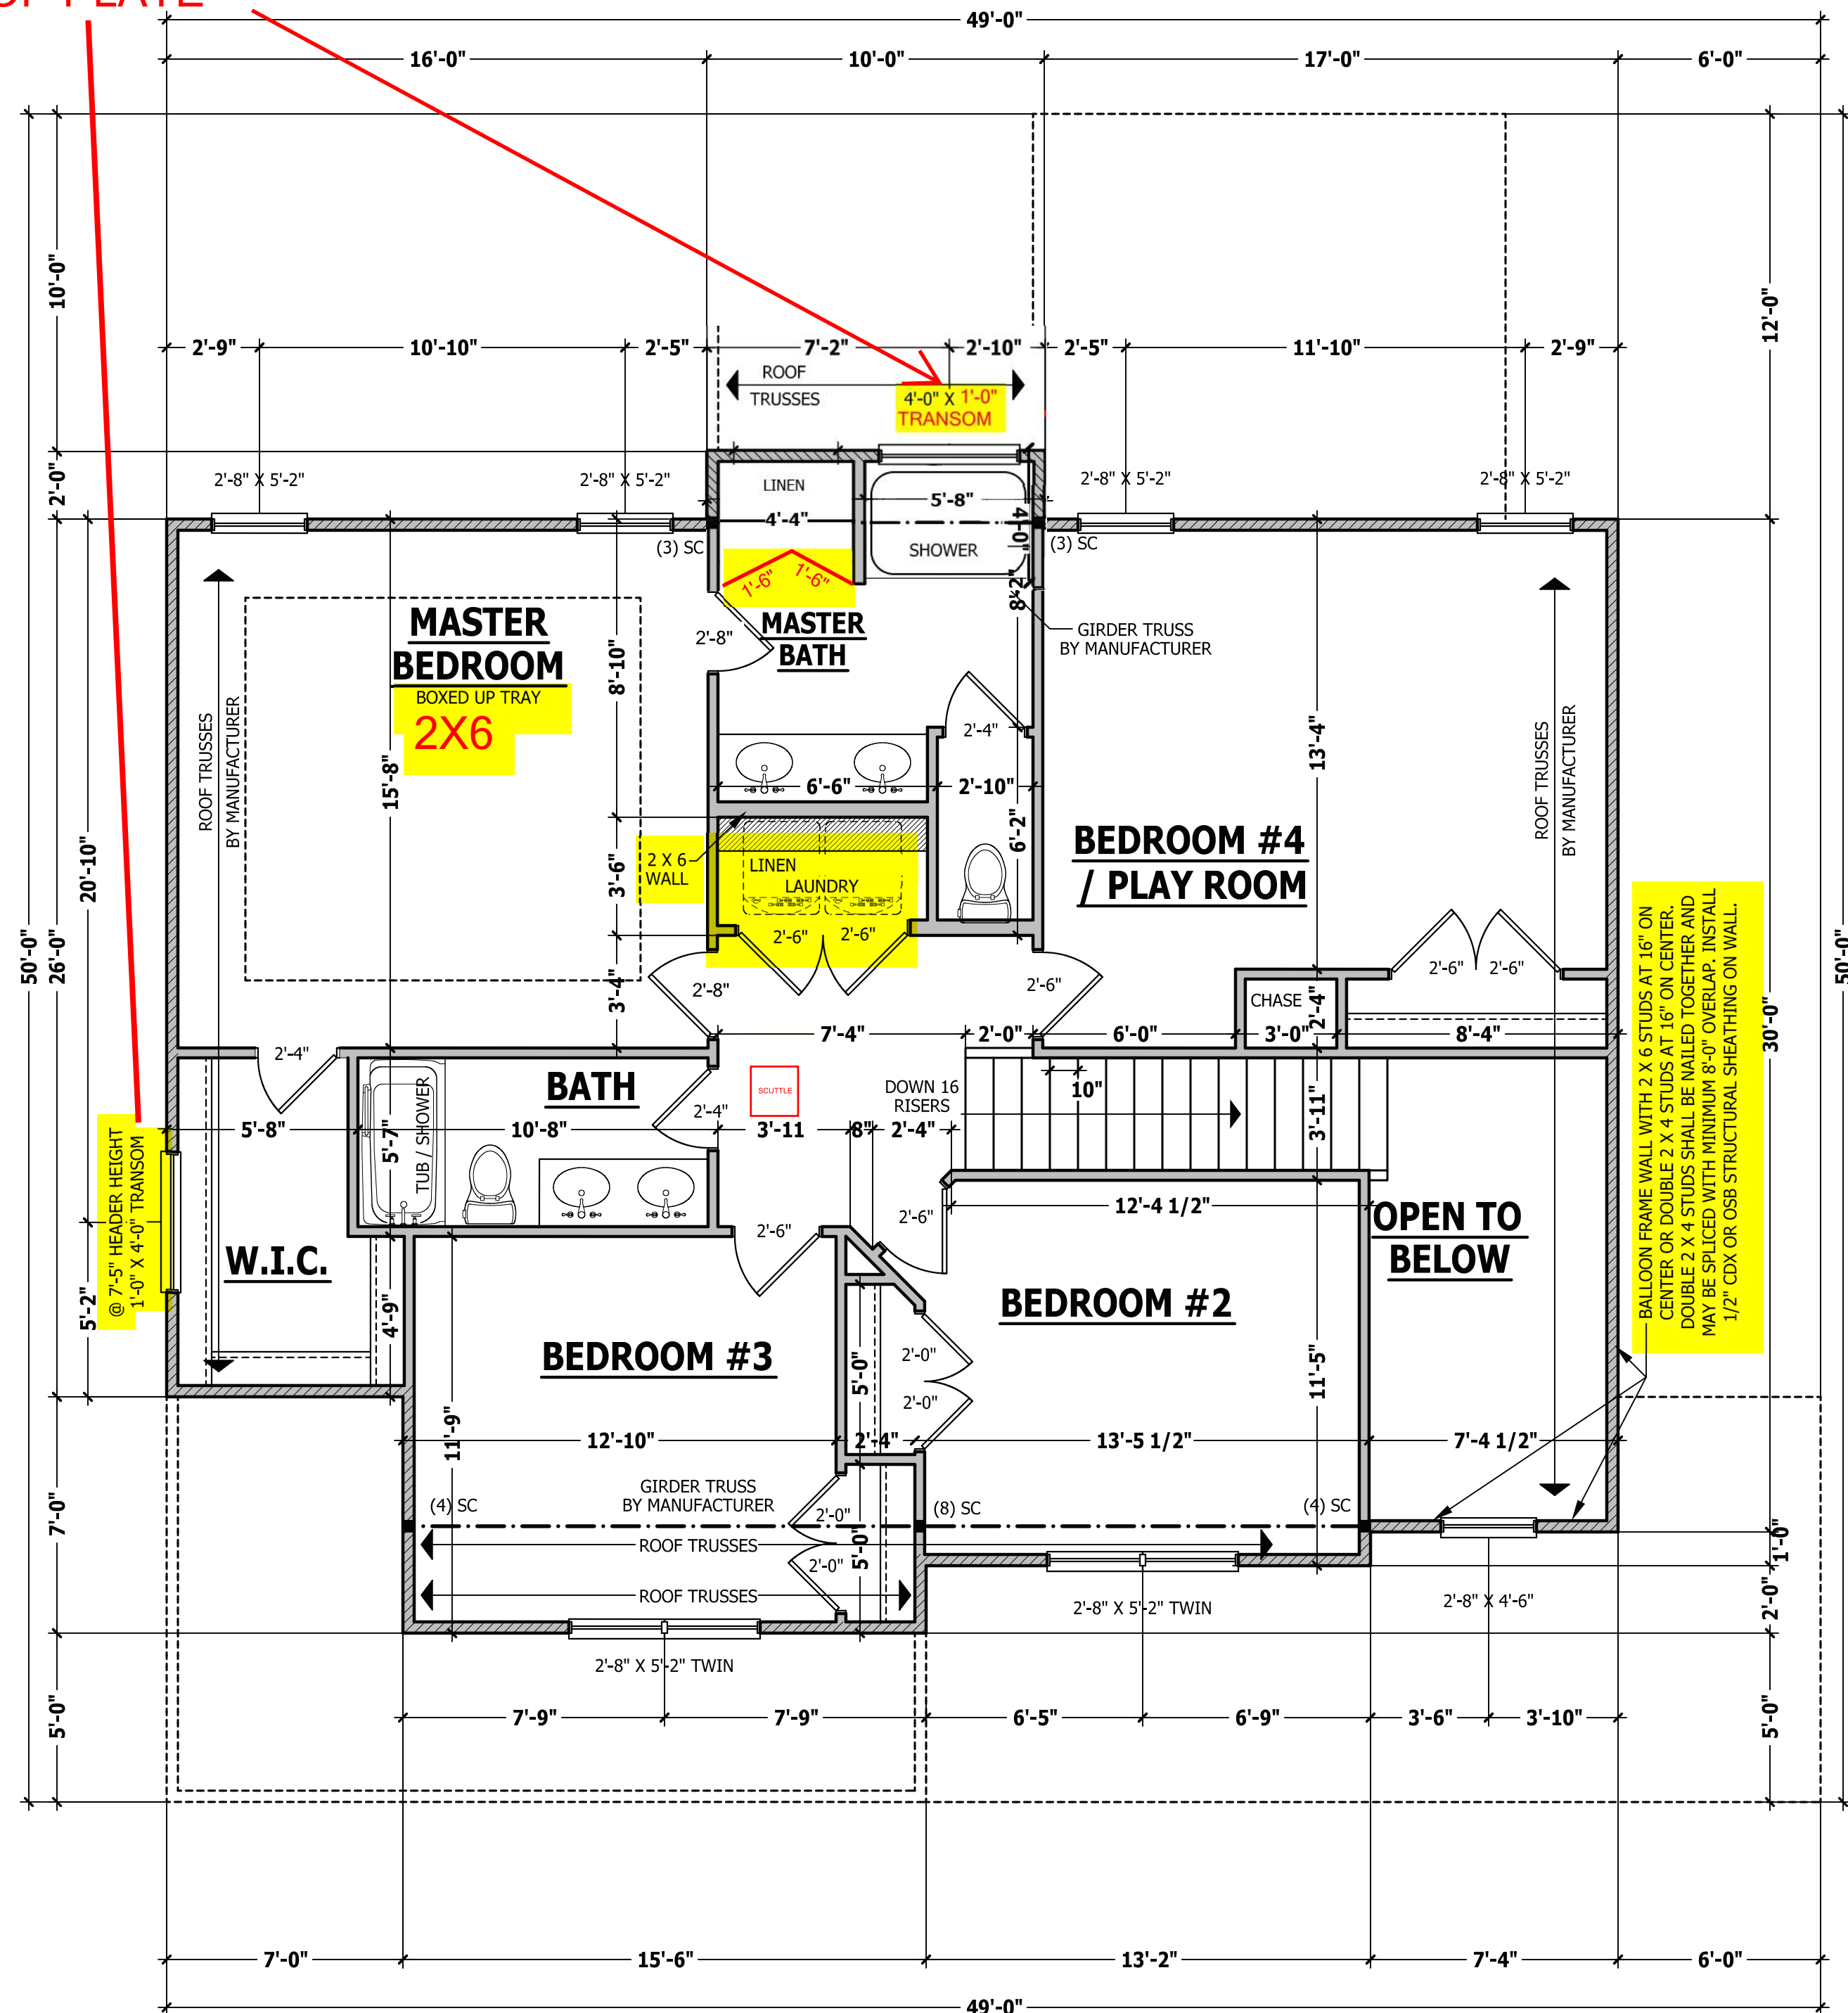 OF PLATE
49'-0"
16'-0"
10'-0"
17'-0"
6'-0"
10'-0"
12'-0"
2'-9"
10'-10"
2'-5"
7'-2"
2'-10"
2'-5"
11'-10"
2'-9"
ROOF
TRUSSES
4'-0" X 1'-0"
TRANSOM
2'-0"
2'-8" X 5'-2"
2'-8" X 5'-2"
LINEN
5'-8"
2'-8" X 5'-2"
2'-8" X 5'-2"
4'-4"
4'-0"
(3) SC
SHOWER
(3) SC
1'-6"
1'-6"
8'-2"
MASTER
BEDROOM
BOXED UP TRAY
2X6
2'-8"
MASTER
BATH
GIRDER TRUSS
BY MANUFACTURER
8'-10"
ROOF TRUSSES
BY MANUFACTURER
15'-8"
2'-4"
13'-4"
ROOF TRUSSES
BY MANUFACTURER
6'-6"
2'-10"
20'-10"
3'-6"
2 X 6
WALL
LINEN
LAUNDRY
6'-2"
BEDROOM #4
/ PLAY ROOM
2'-6"
2'-6"
50'-0"
26'-0"
50'-0"
30'-0"
3'-4"
2'-8"
2'-6"
2'-6"
2'-6"
CHASE
2'-4"
7'-4"
2'-0"
6'-0"
3'-0"
8'-4"
BALLOON FRAME WALL WITH 2 X 6 STUDS AT 16" ON
CENTER OR DOUBLE 2 X 4 STUDS AT 16" ON CENTER.
DOUBLE 2 X 4 STUDS SHALL BE NAILED TOGETHER AND
MAY BE SPLICED WITH MINIMUM 8'-0" OVERLAP. INSTALL
1/2" CDX OR OSB STRUCTURAL SHEATHING ON WALL.
2'-4"
BATH
SCUTTLE
DOWN 16
RISERS
10"
TUB / SHOWER
2'-4"
5'-8"
10'-8"
3'-11
8"
2'-4"
3'-11"
5'-7"
@ 7'-5" HEADER HEIGHT
1'-0" X 4'-0" TRANSOM
2'-6"
2'-6"
12'-4 1/2"
W.I.C.
OPEN TO
BELOW
5'-2"
4'-9"
BEDROOM #3
BEDROOM #2
2'-0"
2'-0"
5'-0"
11'-5"
11'-9"
12'-10"
2'-4"
13'-5 1/2"
7'-4 1/2"
7'-0"
(4) SC
GIRDER TRUSS
BY MANUFACTURER
2'-0"
(8) SC
(4) SC
ROOF TRUSSES
2'-0"
5'-0"
1'-0"
ROOF TRUSSES
2'-8" X 5'-2" TWIN
2'-8" X 4'-6"
2'-0"
2'-8" X 5'-2" TWIN
5'-0"
7'-9"
7'-9"
6'-5"
6'-9"
3'-6"
3'-10"
5'-0"
7'-0"
15'-6"
13'-2"
7'-4"
6'-0"
49'-0"